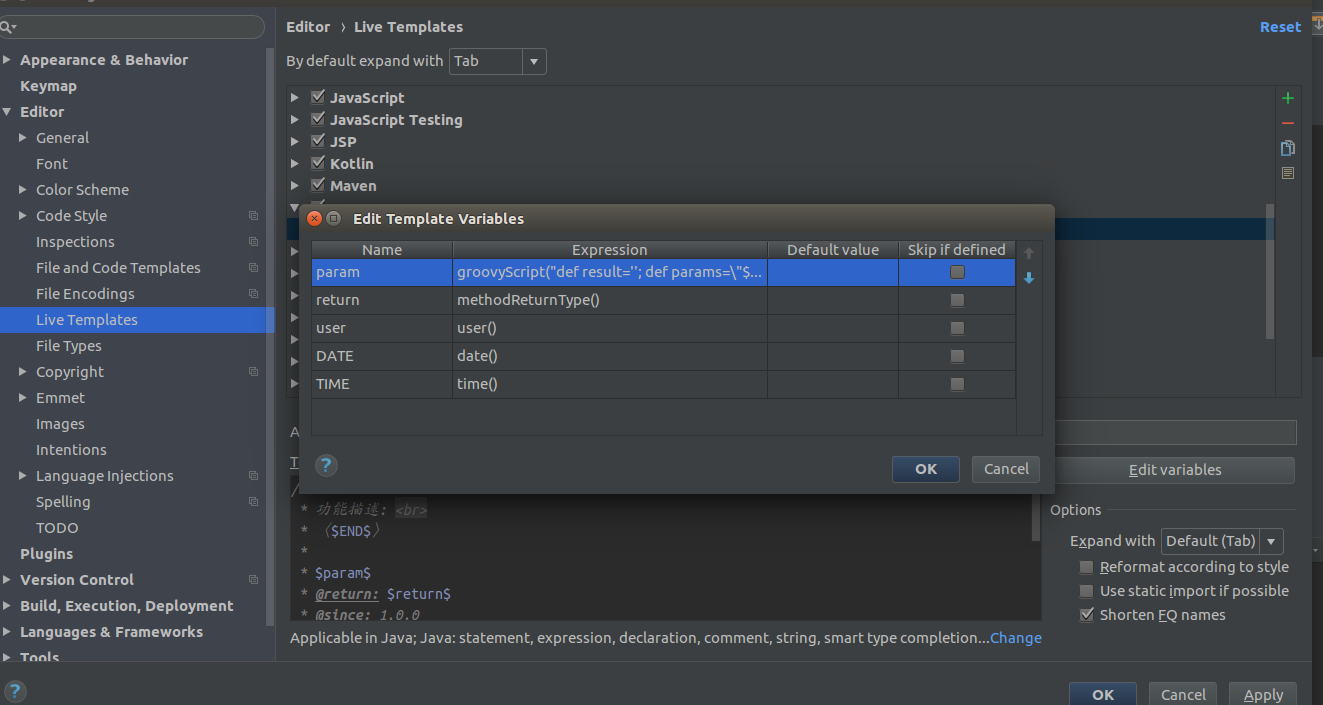 Editor › Live Templates
Reset
By default expand with Tab
Appearance & Behavior
Keymap
Editor
General
Font
Color Scheme
Code Style
Inspections
File and Code Templates
File Encodings
Live Templates
File Types
Copyright
Emmet
Images
Intentions
Language Injections
Spelling
TODO
Plugins
Version Control
Build, Execution, Deployment
Languages & Frameworks
Tools
JavaScript
JavaScript Testing
JSP
Kotlin
Maven
Edit Template Variables
Name Expression Default value Skip if defined
param groovyScript("def result=''; def params=\"$...
return methodReturnType()
user user()
DATE date()
TIME time()
?
OK Cancel
Edit variables
* 功能描述: <br>
* 〈$END$〉
*
* $param$
* @return: $return$
* @since: 1.0.0
Options
Expand with Default (Tab)
Reformat according to style
Use static import if possible
Shorten FQ names
Applicable in Java; Java: statement, expression, declaration, comment, string, smart type completion...Change
?
OK Cancel Apply